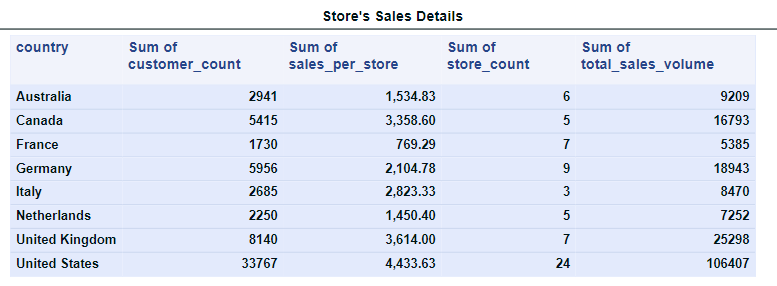 Store's Sales Details
country Sum of customer_count Sum of sales_per_store Sum of store_count Sum of total_sales_volume
Australia 2941 1,534.83 6 9209
Canada 5415 3,358.60 5 16793
France 1730 769.29 7 5385
Germany 5956 2,104.78 9 18943
Italy 2685 2,823.33 3 8470
Netherlands 2250 1,450.40 5 7252
United Kingdom 8140 3,614.00 7 25298
United States 33767 4,433.63 24 106407